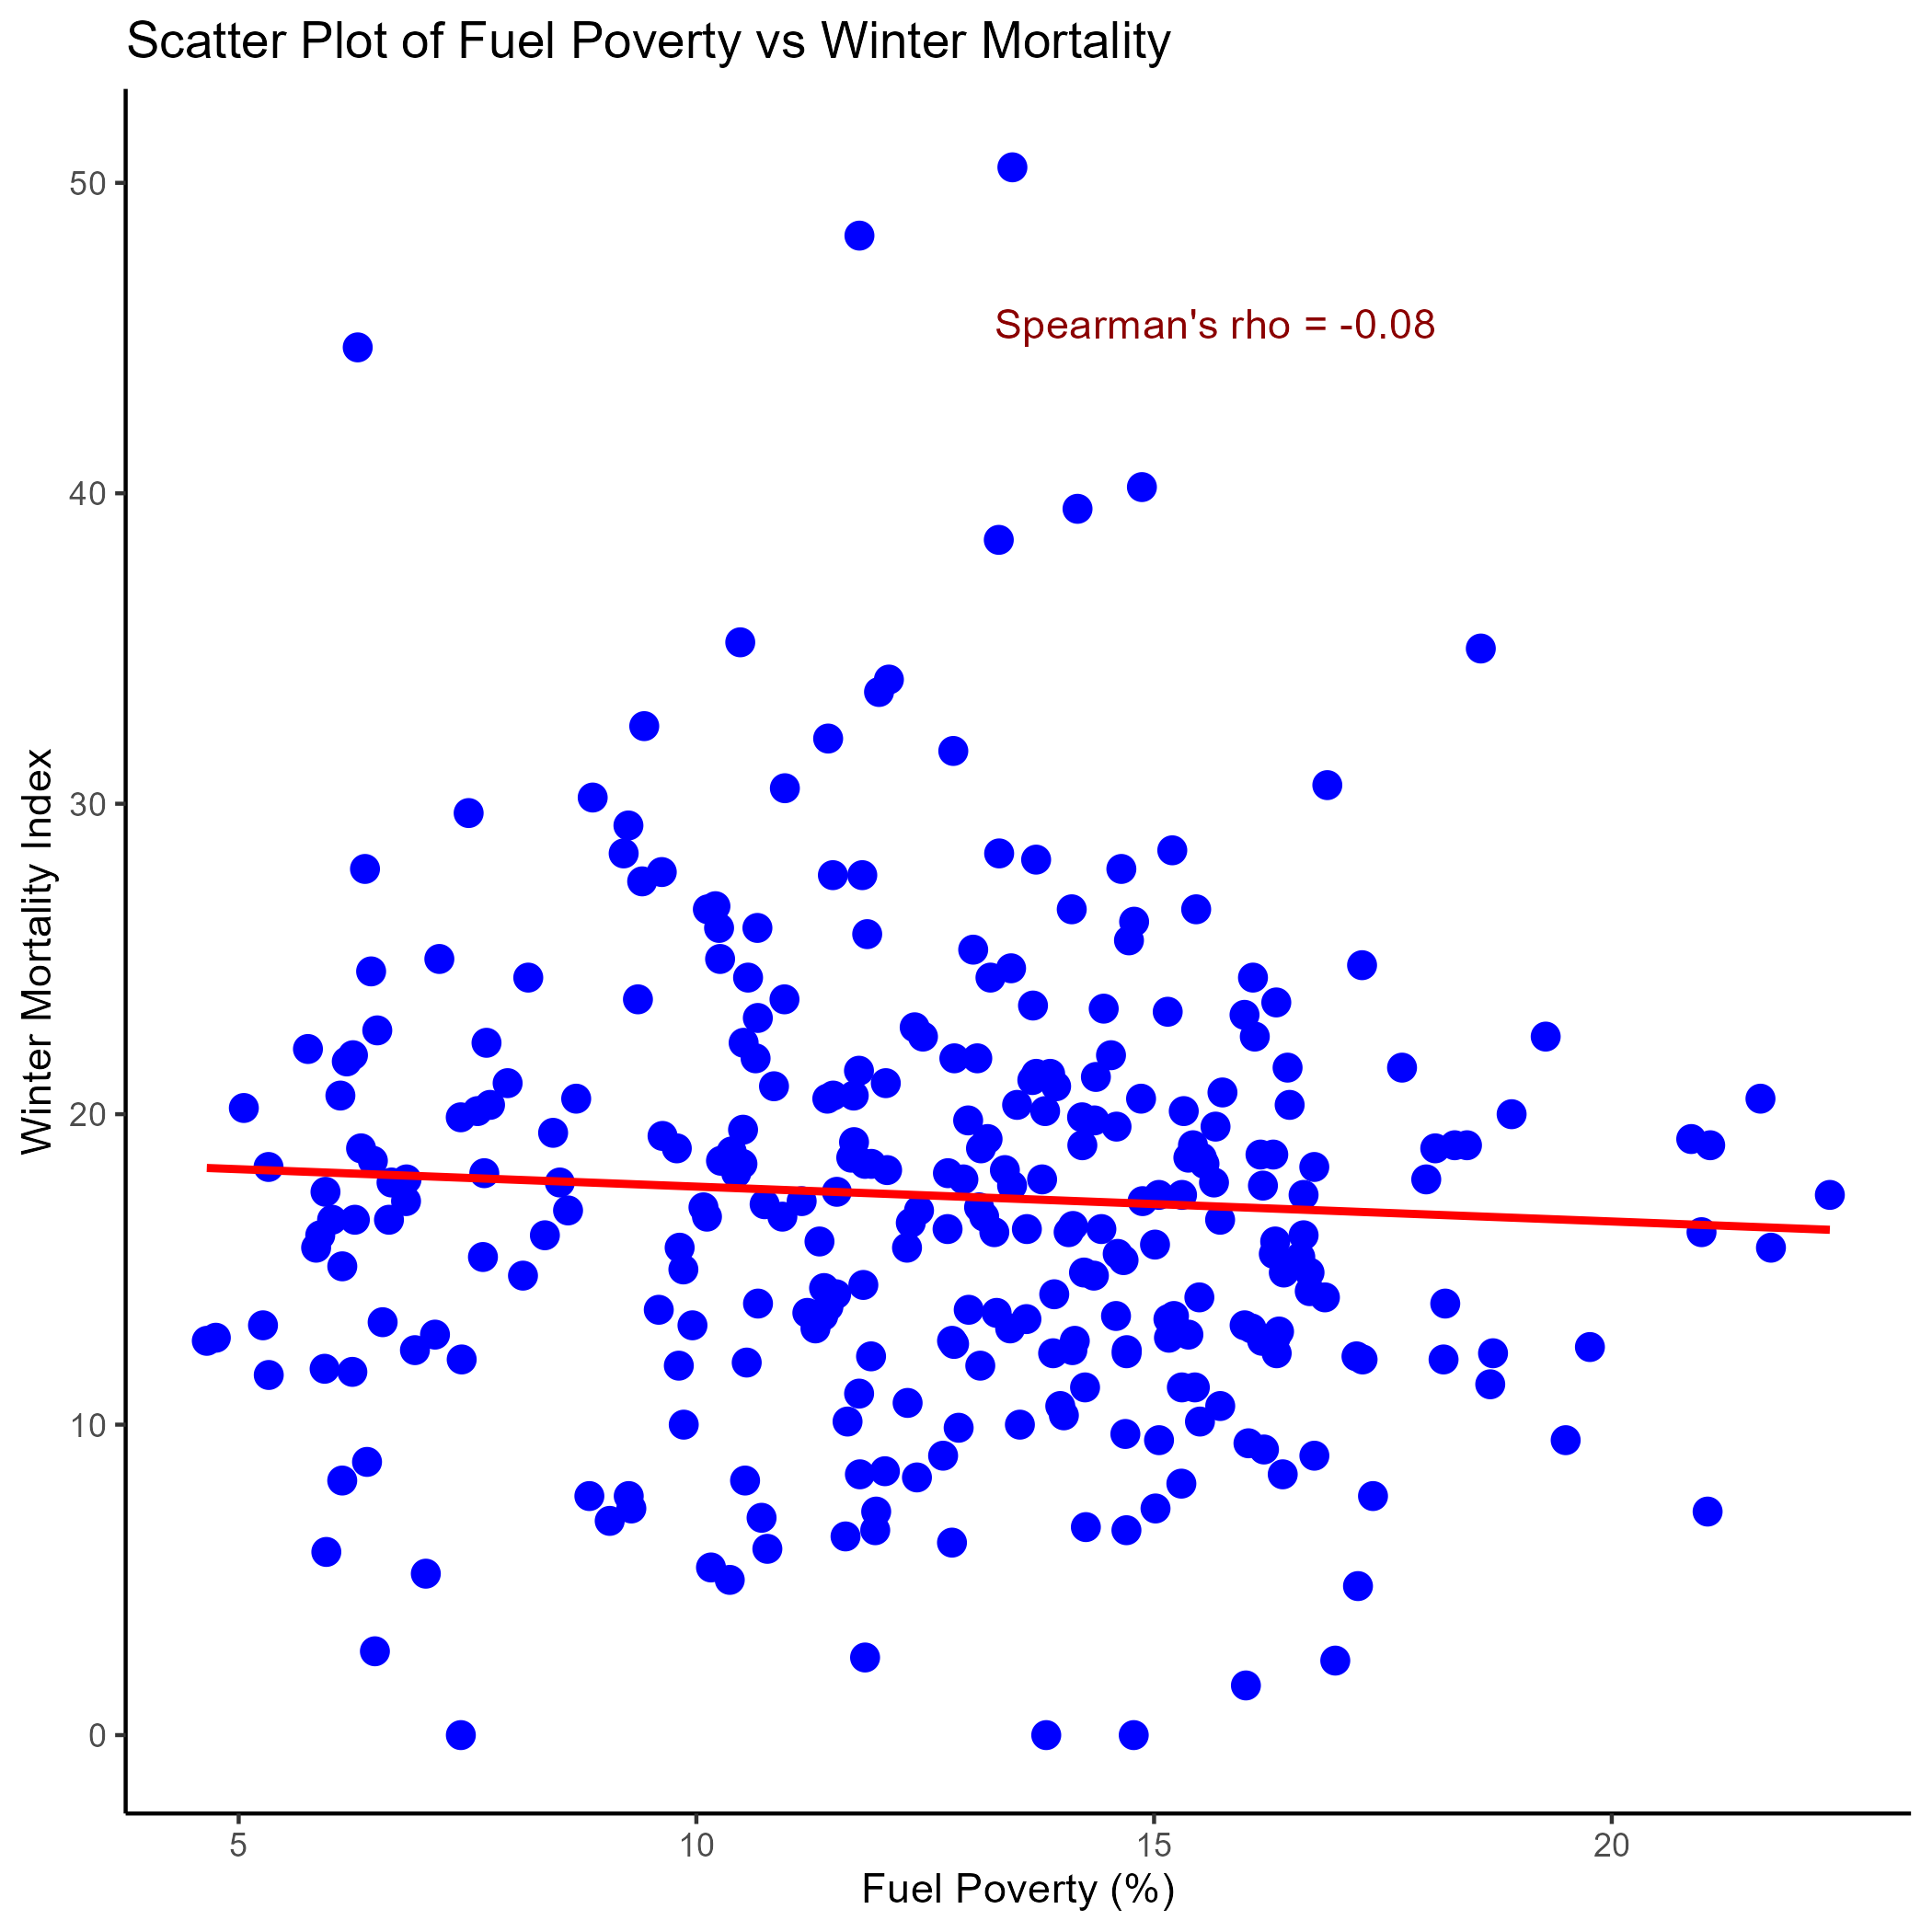 Scatter Plot of Fuel Poverty vs Winter Mortality
50
Spearman's rho = -0.08
40
30
Winter Mortality Index
20
10
0
5 10 15 20
Fuel Poverty (%)